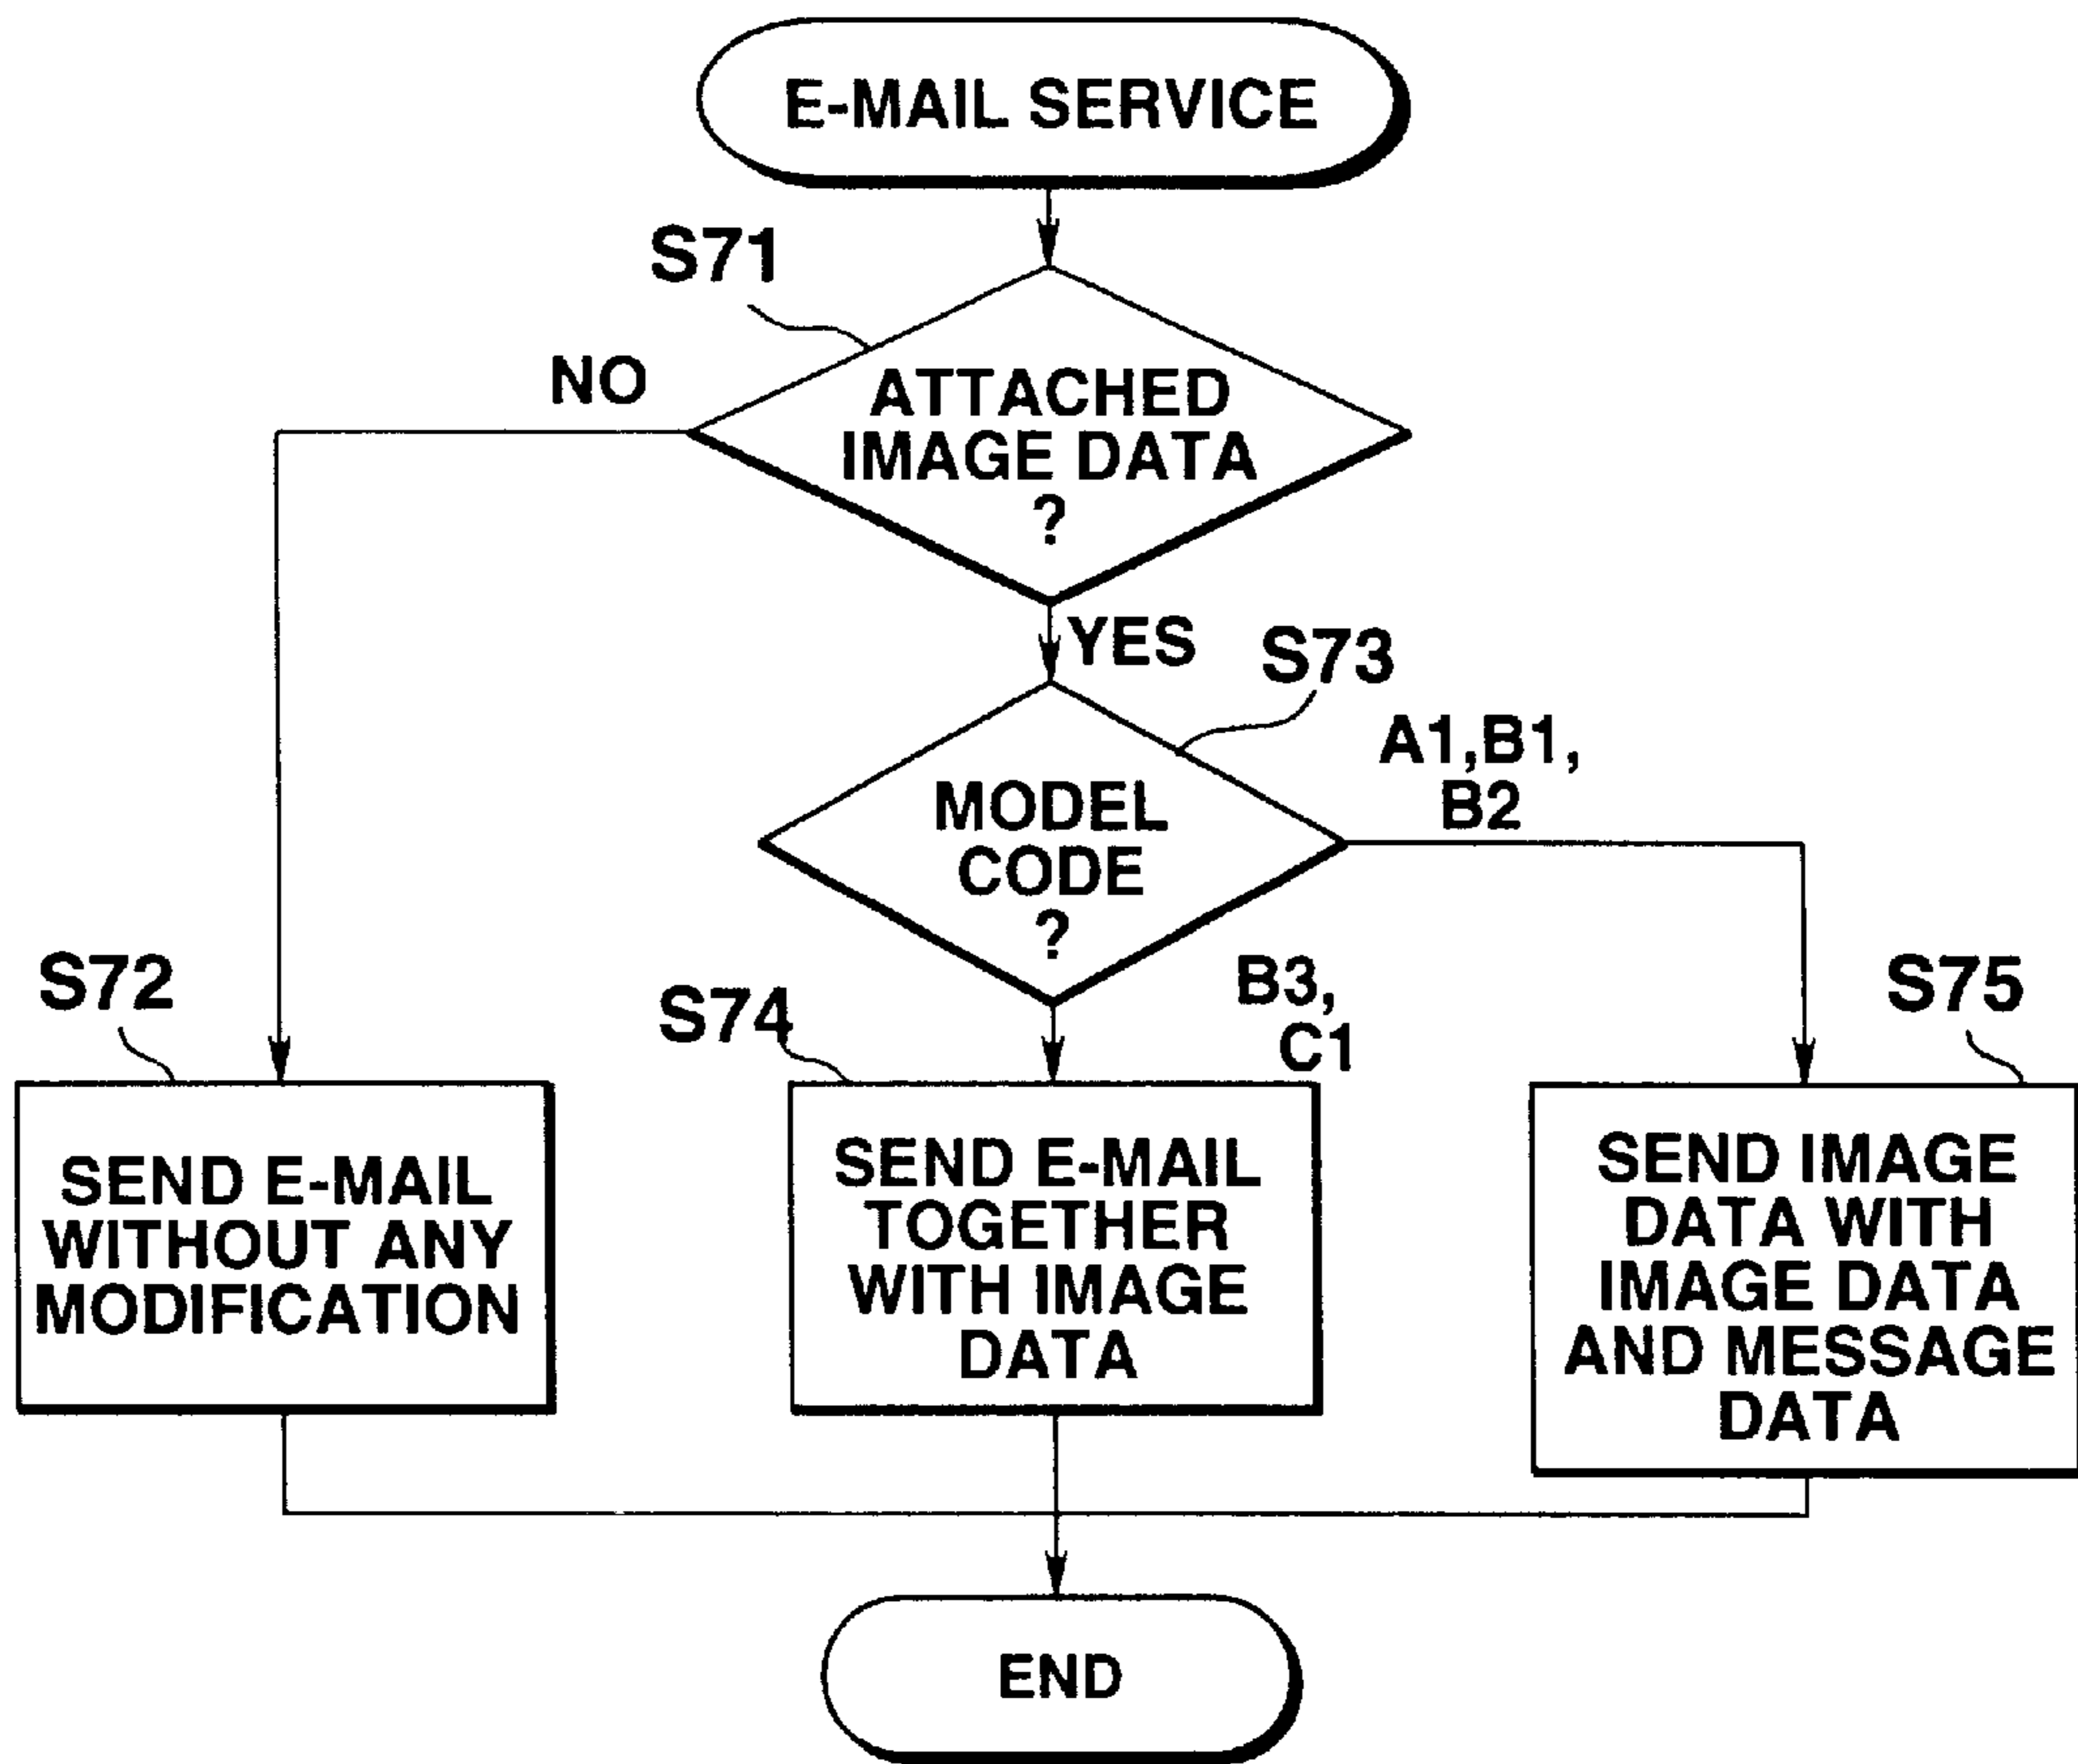 E-MAIL SERVICE
S71
NO
ATTACHED
IMAGE DATA
?
YES
S73
A1,B1,
B2
MODEL
CODE
?
B3,
C1
S72
S74
S75
SEND E-MAIL
WITHOUT ANY
MODIFICATION
SEND E-MAIL
TOGETHER
WITH IMAGE
DATA
SEND IMAGE
DATA WITH
IMAGE DATA
AND MESSAGE
DATA
END